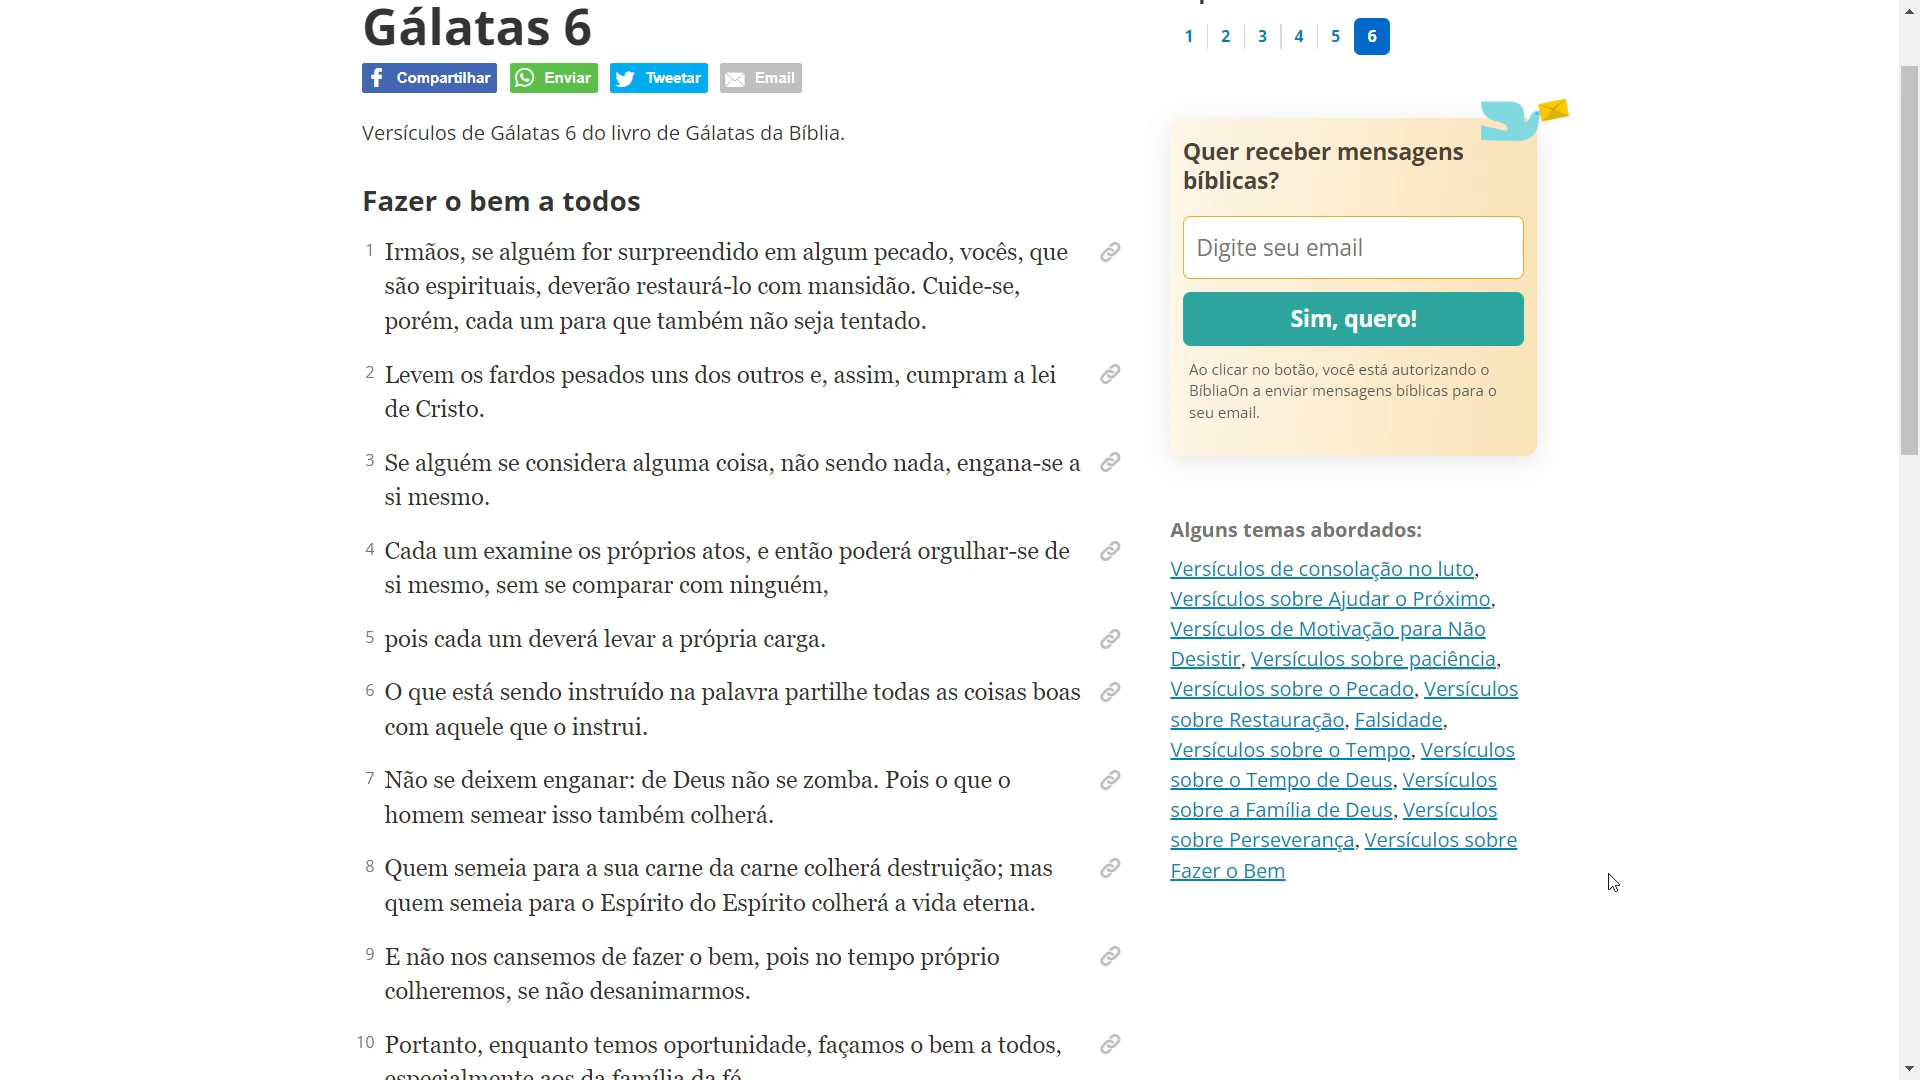 Gálatas 6
Compartilhar
Enviar
Tweetar
Email
Versículos de Gálatas 6 do livro de Gálatas da Bíblia.
Fazer o bem a todos
1 Irmãos, se alguém for surpreendido em algum pecado, vocês, que
são espirituais, deverão restaurá-lo com mansidão. Cuide-se,
porém, cada um para que também não seja tentado.
2 Levem os fardos pesados uns dos outros e, assim, cumpram a lei
de Cristo.
3 Se alguém se considera alguma coisa, não sendo nada, engana-se a
si mesmo.
4 Cada um examine os próprios atos, e então poderá orgulhar-se de
si mesmo, sem se comparar com ninguém,
5 pois cada um deverá levar a própria carga.
6 O que está sendo instruído na palavra partilhe todas as coisas boas
com aquele que o instrui.
7 Não se deixem enganar: de Deus não se zomba. Pois o que o
homem semear isso também colherá.
8 Quem semeia para a sua carne da carne colherá destruição; mas
quem semeia para o Espírito do Espírito colherá a vida eterna.
9 E não nos cansemos de fazer o bem, pois no tempo próprio
colheremos, se não desanimarmos.
10 Portanto, enquanto temos oportunidade, façamos o bem a todos,
especialmente aos da família da fé
1 2 3 4 5 6
Quer receber mensagens
bíblicas?
Digite seu email
Sim, quero!
Ao clicar no botão, você está autorizando o
BíbliaOn a enviar mensagens bíblicas para o
seu email.
Alguns temas abordados:
Versículos de consolação no luto,
Versículos sobre Ajudar o Próximo,
Versículos de Motivação para Não
Desistir, Versículos sobre paciência,
Versículos sobre o Pecado, Versículos
sobre Restauração, Falsidade,
Versículos sobre o Tempo, Versículos
sobre o Tempo de Deus, Versículos
sobre a Família de Deus, Versículos
sobre Perseverança, Versículos sobre
Fazer o Bem